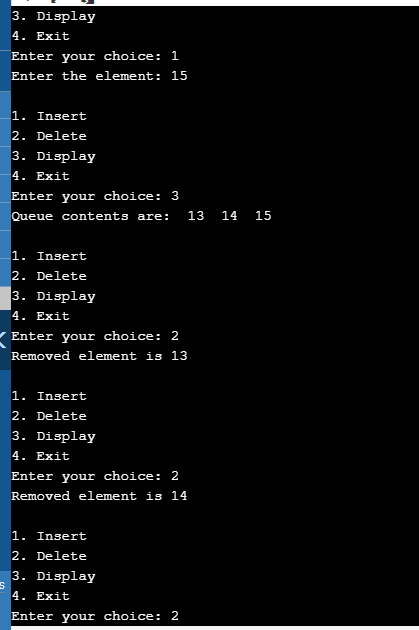 3. Display
4. Exit
Enter your choice: 1
Enter the element: 15
1. Insert
2. Delete
3. Display
4. Exit
Enter your choice: 3
Queue contents are:  13  14  15
1. Insert
2. Delete
3. Display
4. Exit
Enter your choice: 2
Removed element is 13
1. Insert
2. Delete
3. Display
4. Exit
Enter your choice: 2
Removed element is 14
1. Insert
2. Delete
3. Display
4. Exit
Enter your choice: 2